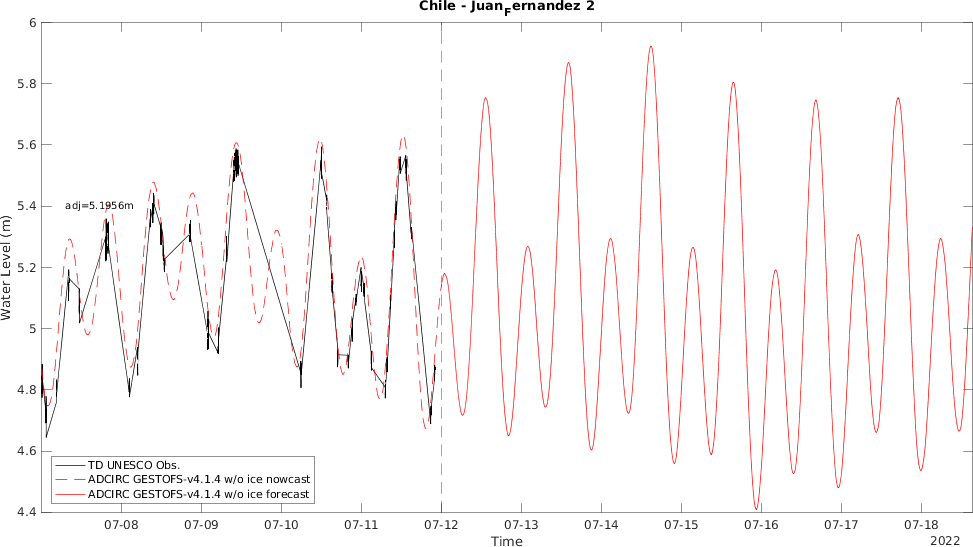 Chile - Juan_Fernandez 2
6
5.8
5.6
5.4
5.2
5
4.8
4.6
4.4
Water Level (m)
adj=5.1956m
TD UNESCO Obs.
ADCIRC GESTOFS-v4.1.4 w/o ice nowcast
ADCIRC GESTOFS-v4.1.4 w/o ice forecast
07-08 07-09 07-10 07-11 07-12 07-13 07-14 07-15 07-16 07-17 07-18
Time
2022